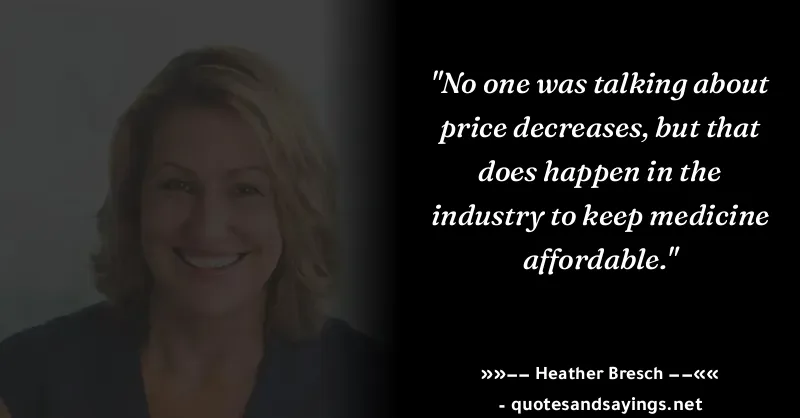 "No one was talking about
price decreases, but that
does happen in the
industry to keep medicine
affordable."
»»–– Heather Bresch ––««
- quotesandsayings.net